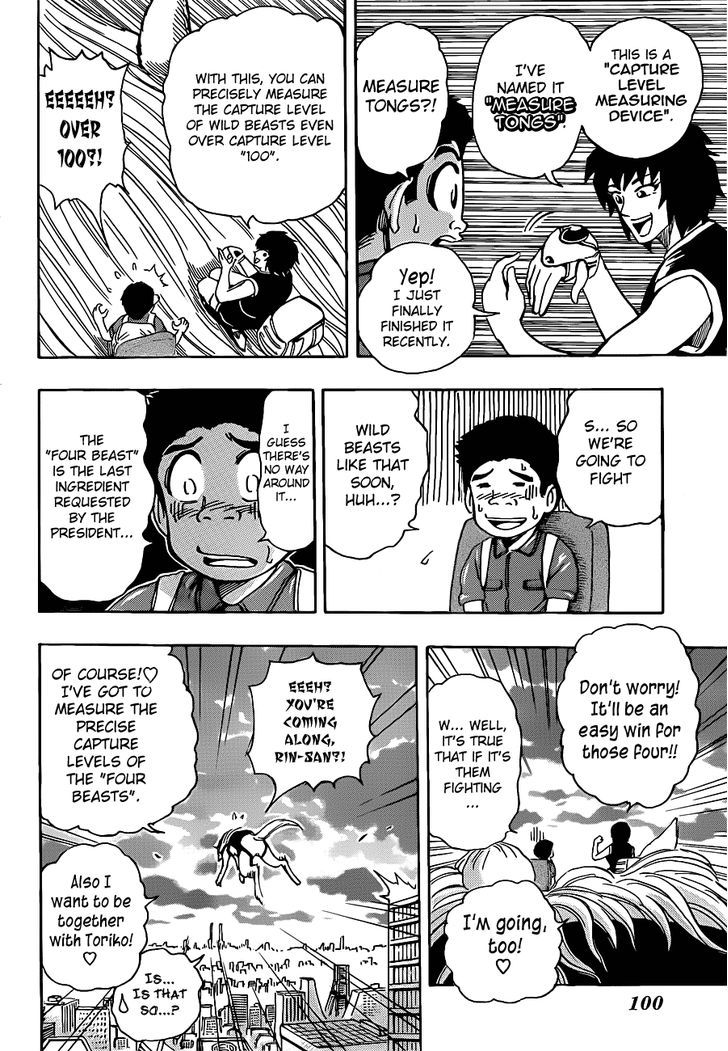 THIS IS A
"CAPTURE
LEVEL
MEASURING
DEVICE".
I'VE
NAMED IT
"MEASURE
TONGS".
MEASURE
TONGS?!
Yep!
I JUST
FINALLY
FINISHED IT
RECENTLY.
WITH THIS, YOU CAN
PRECISELY MEASURE
THE CAPTURE LEVEL
OF WILD BEASTS EVEN
OVER CAPTURE LEVEL
"100".
EEEEEH?
OVER
100?!
S... SO
WE'RE
GOING TO
FIGHT
WILD
BEASTS
LIKE THAT
SOON,
HUH...?
I
GUESS
THERE'S
NO WAY
AROUND
IT...
THE
"FOUR BEAST"
IS THE LAST
INGREDIENT
REQUESTED
BY THE
PRESIDENT...
Don't worry!
It'll be an
easy win for
those four!!
W... WELL,
IT'S TRUE
THAT IF IT'S
THEM
FIGHTING
...
I'm going,
too!
♡
EEEH?
YOU'RE
COMING
ALONG,
RIN-SAN?!
OF COURSE!♡
I'VE GOT TO
MEASURE THE
PRECISE
CAPTURE
LEVELS OF
THE "FOUR
BEASTS".
Also I
want to be
together
with Toriko!
♡
Is...
Is that
so...?
100